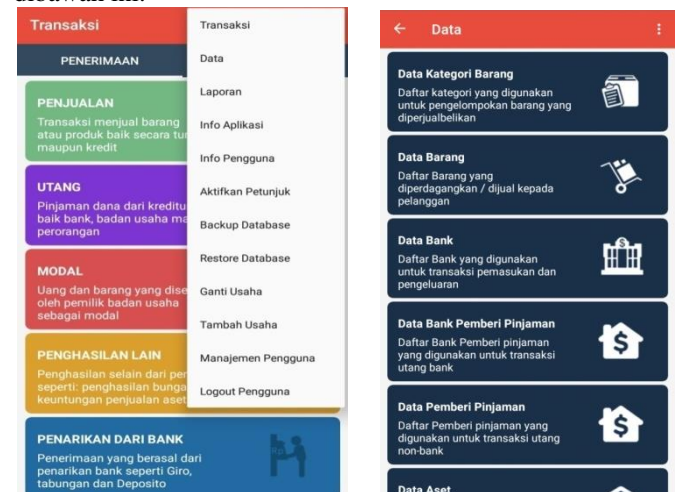 Transaksi
PENERIMAAN
PENJUALAN
Transaksi menjual barang
atau produk baik secara
maupun kredit
UTANG
Pinjaman dana dari
baik bank, badan usaha
perorangan
MODAL
Uang dan barang yang
oleh pemilik badan usaha
sebagai modal
PENGHASILAN LAIN
Penghasilan selain dari
seperti: penghasilan
keuntungan penjualan
PENARIKAN DARI BANK
Penerimaan yang berasal dari
penarikan bank seperti Giro,
tabungan dan Deposito
Transaksi
Data
Laporan
Info Aplikasi
Info Pengguna
Aktifkan Petunjuk
Backup Database
Restore Database
Ganti Usaha
Tambah Usaha
Manajemen Pengguna
Logout Pengguna
Data
Data Kategori Barang
Daftar kategori yang digunakan
untuk pengelompokan barang yang
diperjualbelikan
Data Barang
Daftar Barang yang
diperdagangkan / dijual kepada
pelanggan
Data Bank
Daftar Bank yang digunakan
untuk transaksi pemasukan dan
pengeluaran
Data Bank Pemberi Pinjaman
Daftar Bank Pemberi pinjaman
yang digunakan untuk transaksi
utang bank
Data Pemberi Pinjaman
Daftar Pemberi pinjaman yang
digunakan untuk transaksi utang
non-bank
Data Aset